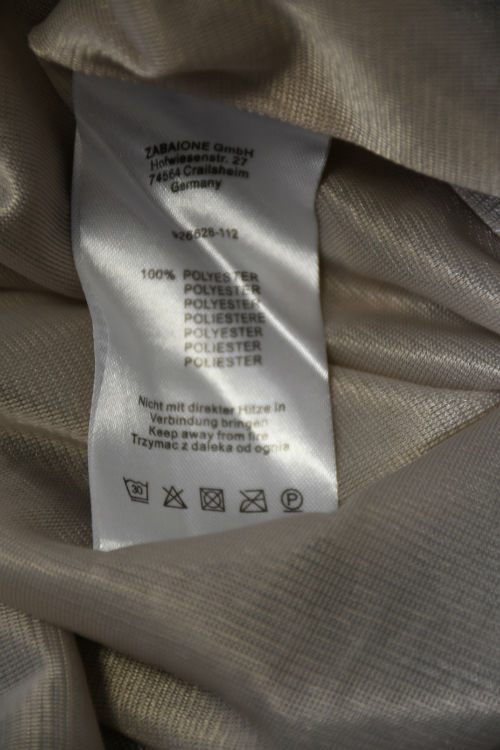 ZABAIONE GmbH
Hofwiesenstr. 27
74564 Crailsheim
Germany
100% POLYESTER
POLYESTER
POLYESTER
POLIESTERE
POLYESTER
POLIESTER
POLIESTER
Nicht mit direkter Hitze in
Verbindung bringen
Keep away from fire
Trzymac z daleka od ognia
30
P